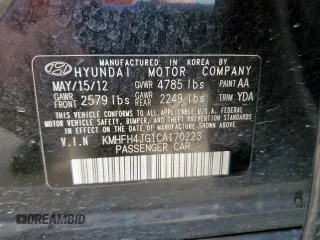 MANUFACTURED IN KOREA BY
HYUNDAI MOTOR COMPANY
MAY/15/12 GVWR 4785 lbs PAINT AA
GAWR FRONT 2579 lbs GAWR REAR 2249 lbs TRIM YDA
THIS VEHICLE CONFORMS TO ALL APPLICABLE U.S. FEDERAL
MOTOR VEHICLE SAFETY, BUMPER, AND THEFT PREVENTION
STANDARDS IN EFFECT ON THE DATE OF MANUFACTURE SHOWN ABOVE.
V.I.N KMHFH4JG1CA170223
PASSENGER CAR
BIDAMERICA